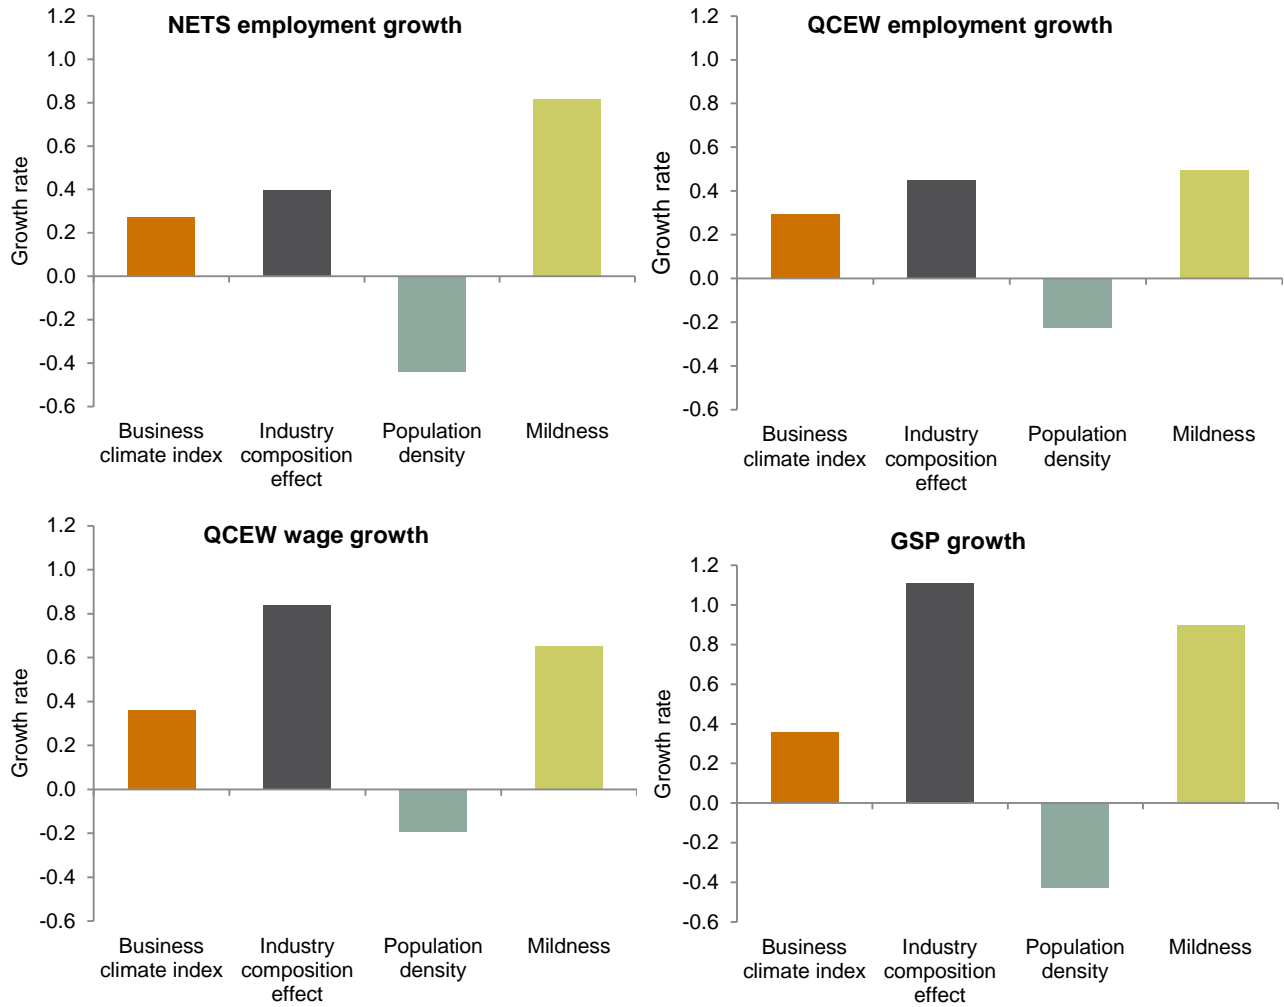 NETS employment growth
1.2
1.0
0.8
0.6
0.4
0.2
0.0
-0.2
-0.4
-0.6
Growth rate
Business
climate index
Industry
composition
effect
Population
density
Mildness
QCEW employment growth
1.2
1.0
0.8
0.6
0.4
0.2
0.0
-0.2
-0.4
-0.6
Growth rate
Business
climate index
Industry
composition
effect
Population
density
Mildness
QCEW wage growth
1.2
1.0
0.8
0.6
0.4
0.2
0.0
-0.2
-0.4
-0.6
Growth rate
Business
climate index
Industry
composition
effect
Population
density
Mildness
GSP growth
1.2
1.0
0.8
0.6
0.4
0.2
0.0
-0.2
-0.4
-0.6
Growth rate
Business
climate index
Industry
composition
effect
Population
density
Mildness